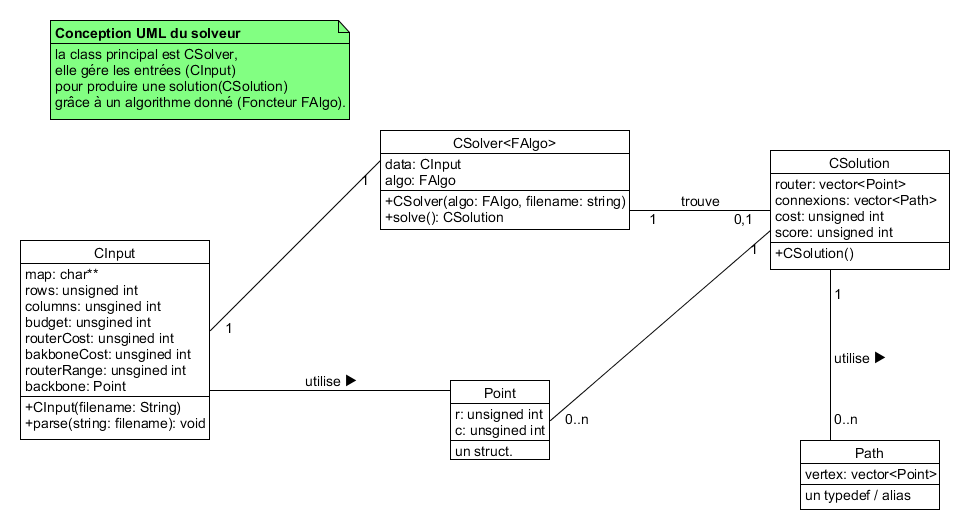 Conception UML du solveur
la class principal est CSolver,
elle gére les entrées (CInput)
pour produire une solution(CSolution)
grâce à un algorithme donné (Foncteur FAlgo).
CSolver<FAlgo>
data: CInput
algo: FAlgo
+CSolver(algo: FAlgo, filename: string)
+solve(): CSolution
1
1
trouve
1
0,1
CSolution
router: vector<Point>
connexions: vector<Path>
cost: unsigned int
score: unsigned int
+CSolution()
CInput
map: char**
rows: unsigned int
columns: unsgined int
budget: unsgined int
routerCost: unsgined int
bakboneCost: unsgined int
routerRange: unsgined int
backbone: Point
+CInput(filename: String)
+parse(string: filename): void
utilise ▶
Point
r: unsigned int
c: unsgined int
un struct.
1
0..n
1
utilise ▶
0..n
Path
vertex: vector<Point>
un typedef / alias